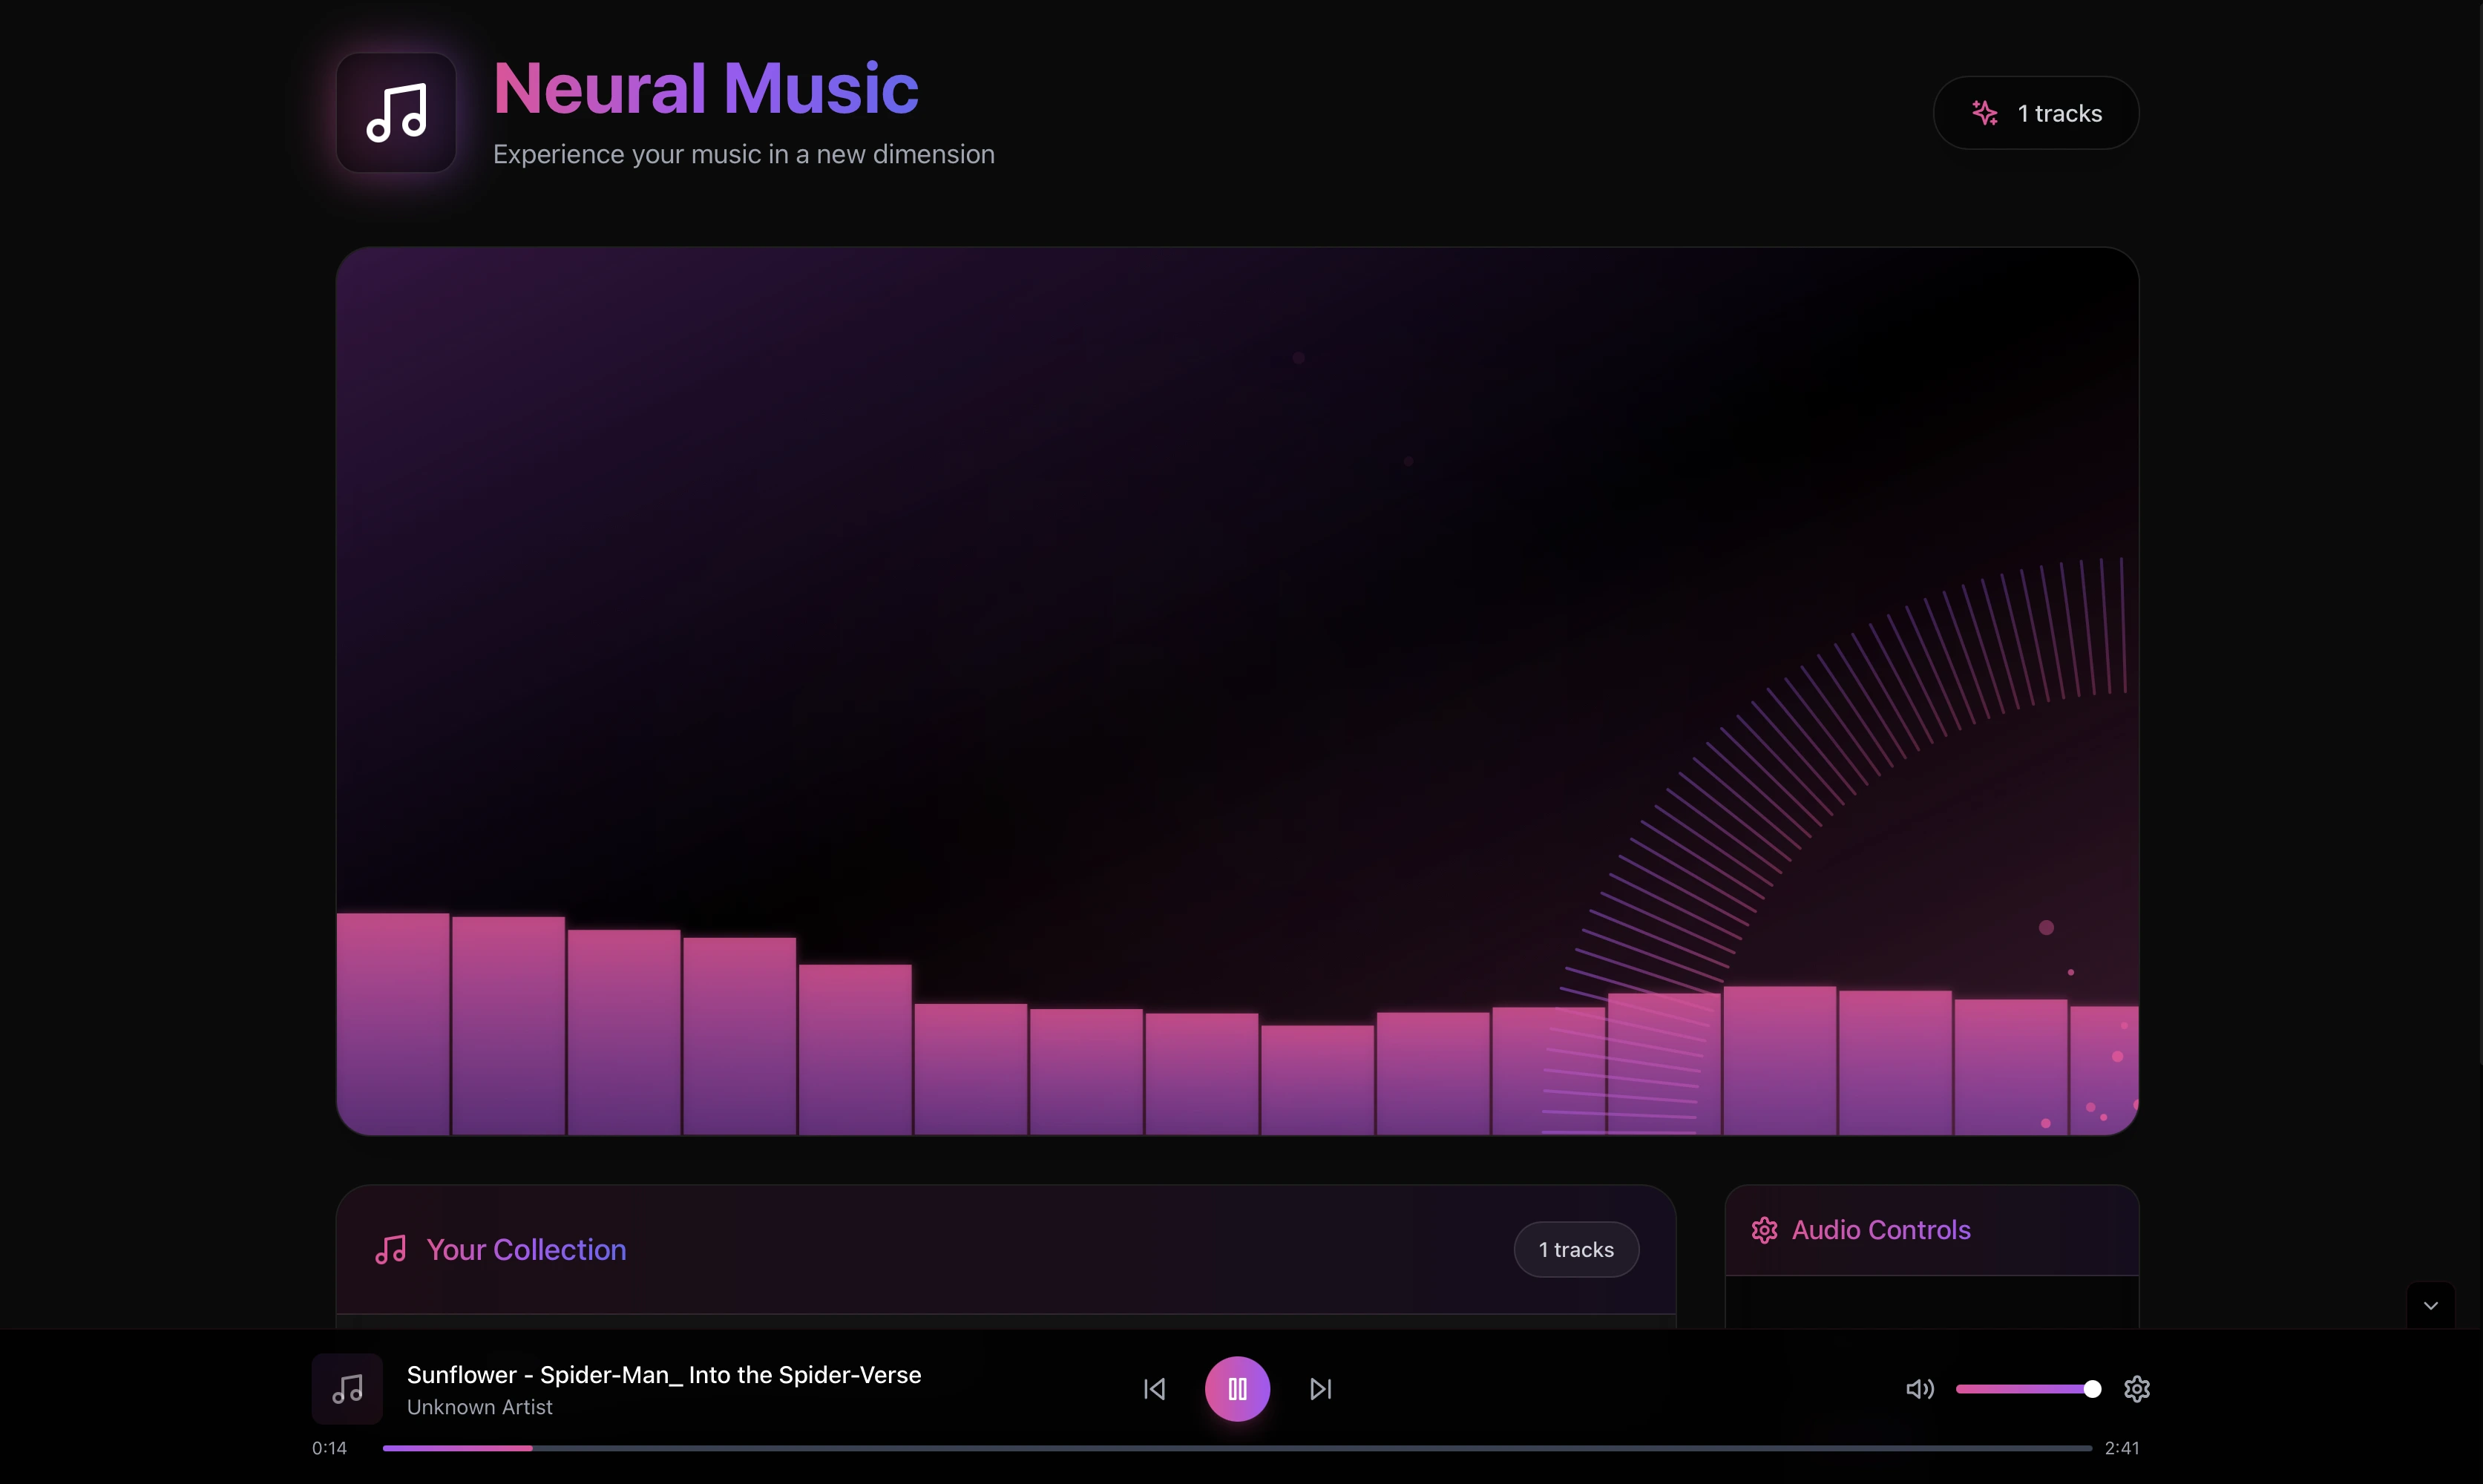 Neural Music
Experience your music in a new dimension
1 tracks
Your Collection
1 tracks
Audio Controls
Sunflower - Spider-Man_ Into the Spider-Verse
Unknown Artist
0:14
2:41